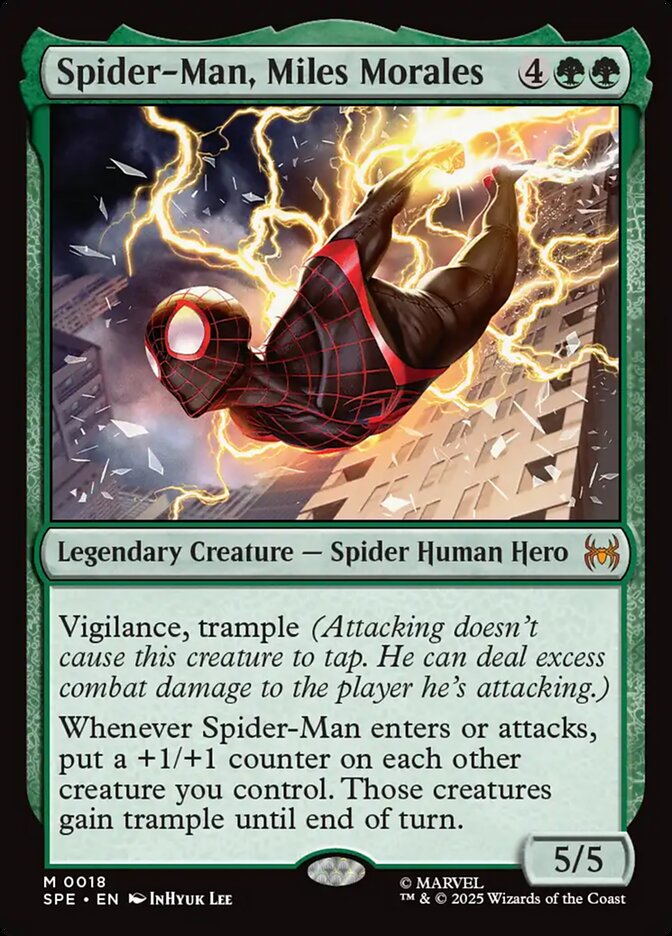 Spider-Man, Miles Morales 4
Legendary Creature — Spider Human Hero
Vigilance, trample (Attacking doesn't
cause this creature to tap. He can deal excess
combat damage to the player he's attacking.)
Whenever Spider-Man enters or attacks,
put a +1/+1 counter on each other
creature you control. Those creatures
gain trample until end of turn.
5/5
M 0018
SPE • EN InHyuk Lee
© MARVEL
™ & © 2025 Wizards of the Coast